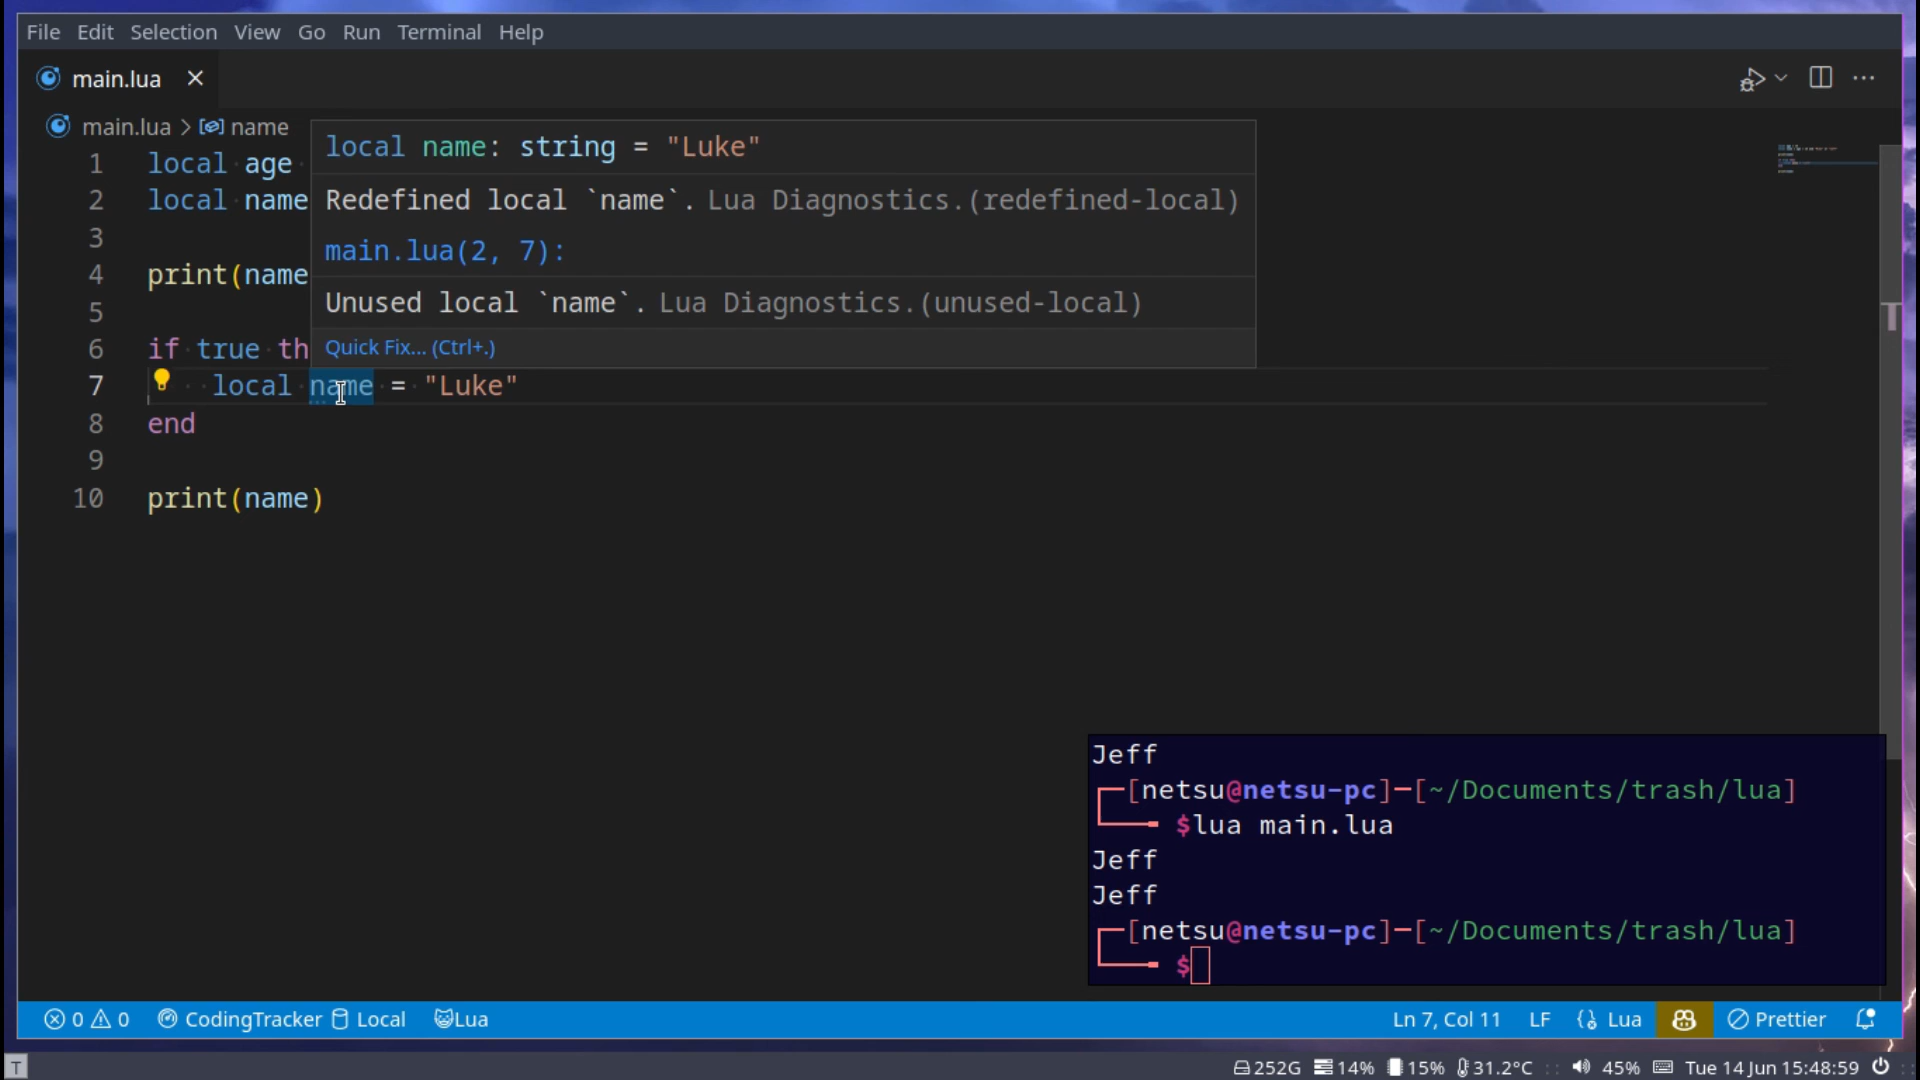 File Edit Selection View Go Run Terminal Help
main.lua
main.lua > name
1 local age
2 local name
3
4 print(name
5
6 if true th
7 local name = "Luke"
8 end
9
10 print(name)
local name: string = "Luke"
Redefined local `name`. Lua Diagnostics.(redefined-local)
main.lua(2, 7):
Unused local `name`. Lua Diagnostics.(unused-local)
Quick Fix... (Ctrl+.)
Jeff
[netsu@netsu-pc]-[~/Documents/trash/lua]
$lua main.lua
Jeff
Jeff
[netsu@netsu-pc]-[~/Documents/trash/lua]
$
0 0 CodingTracker Local Lua Ln 7, Col 11 LF Lua Prettier
T 252G 14% 15% 31.2°C :: 45% Tue 14 Jun 15:48:59